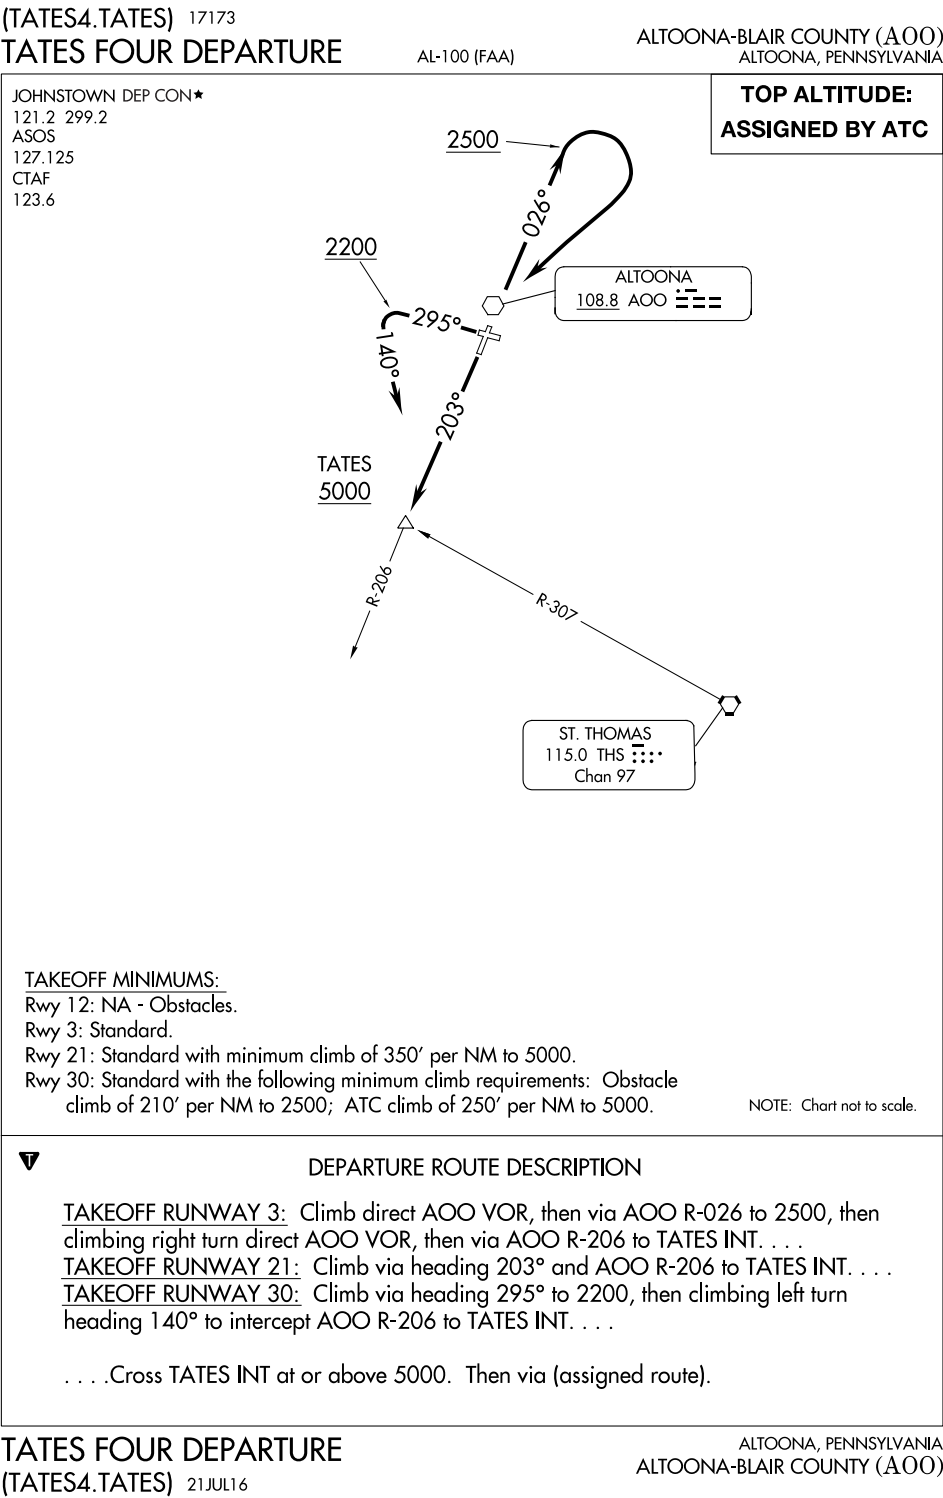 (TATES4.TATES) 17173
TATES FOUR DEPARTURE
AL-100 (FAA)
ALTOONA-BLAIR COUNTY (AOO)
ALTOONA, PENNSYLVANIA
JOHNSTOWN DEP CON★
121.2 299.2
ASOS
127.125
CTAF
123.6
TOP ALTITUDE:
ASSIGNED BY ATC
2500
026°
2200
ALTOONA
108.8 AOO
295°
140°
203°
TATES
5000
R-206
R-307
ST. THOMAS
115.0 THS
Chan 97
TAKEOFF MINIMUMS:
Rwy 12: NA - Obstacles.
Rwy 3: Standard.
Rwy 21: Standard with minimum climb of 350' per NM to 5000.
Rwy 30: Standard with the following minimum climb requirements: Obstacle
climb of 210' per NM to 2500; ATC climb of 250' per NM to 5000.
NOTE: Chart not to scale.
T
DEPARTURE ROUTE DESCRIPTION
TAKEOFF RUNWAY 3: Climb direct AOO VOR, then via AOO R-026 to 2500, then
climbing right turn direct AOO VOR, then via AOO R-206 to TATES INT. . . .
TAKEOFF RUNWAY 21: Climb via heading 203° and AOO R-206 to TATES INT. . . .
TAKEOFF RUNWAY 30: Climb via heading 295° to 2200, then climbing left turn
heading 140° to intercept AOO R-206 to TATES INT. . . .
. . . .Cross TATES INT at or above 5000. Then via (assigned route).
TATES FOUR DEPARTURE
(TATES4.TATES) 21JUL16
ALTOONA, PENNSYLVANIA
ALTOONA-BLAIR COUNTY (AOO)